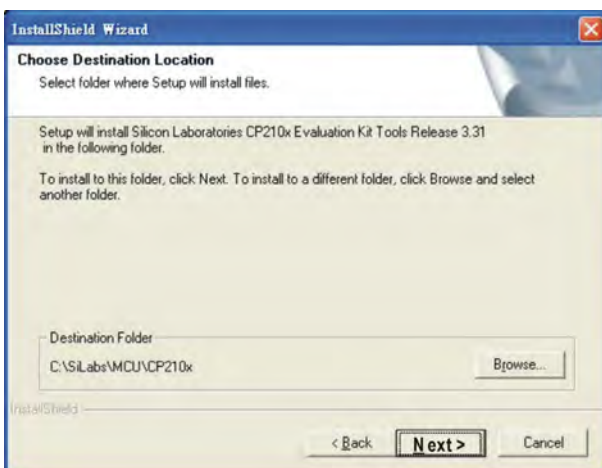 InstallShield Wizard
Choose Destination Location
Select folder where Setup will install files.
Setup will install Silicon Laboratories CP210x Evaluation Kit Tools Release 3.31
in the following folder.
To install to this folder, click Next. To install to a different folder, click Browse and select
another folder.
Destination Folder
C:\SiLabs\MCU\CP210x
Browse...
InstallShield
< Back
Next >
Cancel